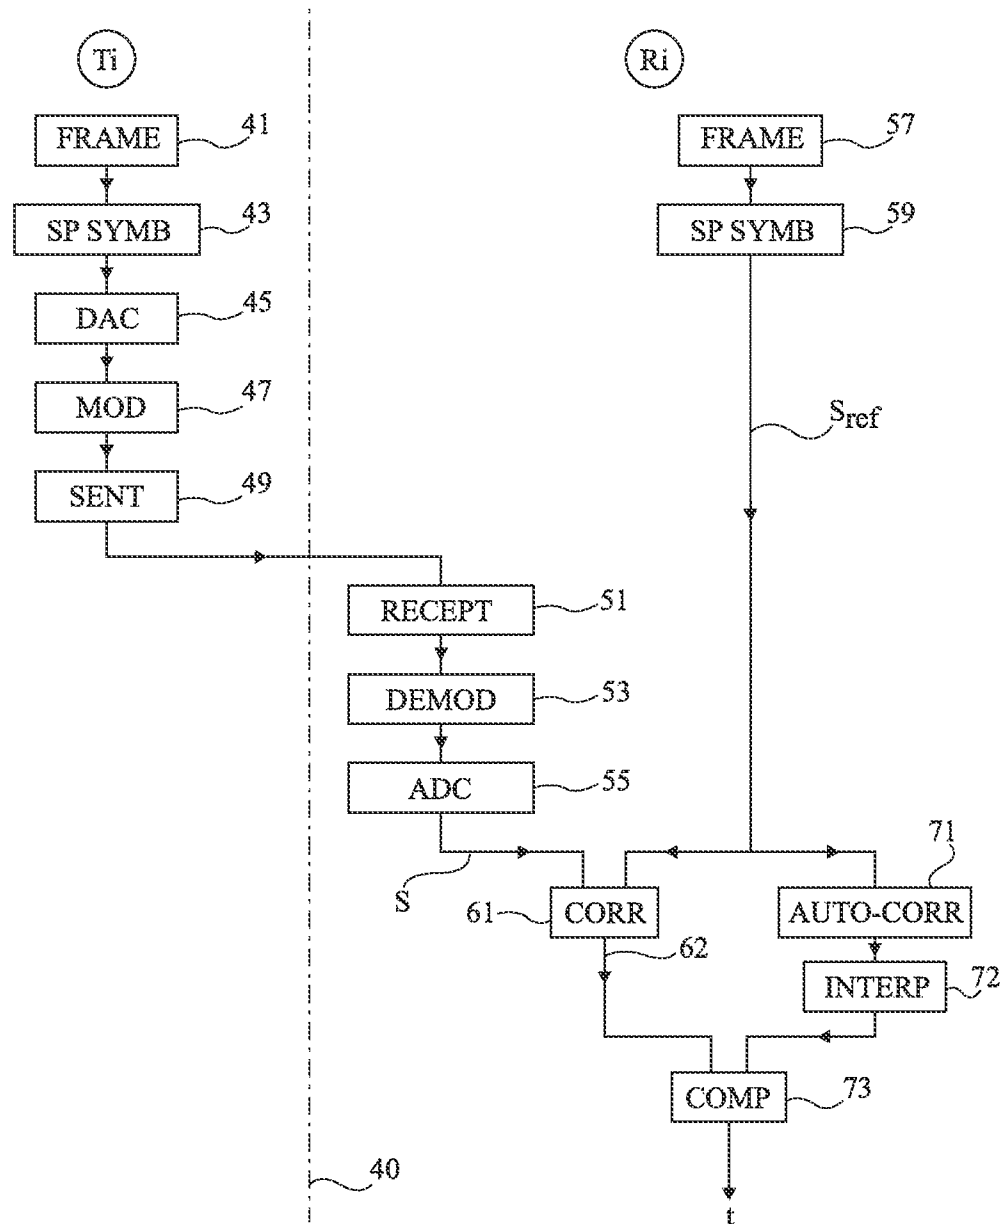 Ti
Ri
FRAME 41
FRAME 57
SP SYMB 43
SP SYMB 59
DAC 45
MOD 47
S_ref
SENT 49
RECEPT 51
DEMOD 53
ADC 55
71
S
61 CORR
AUTO-CORR
62
INTERP 72
COMP 73
40
t